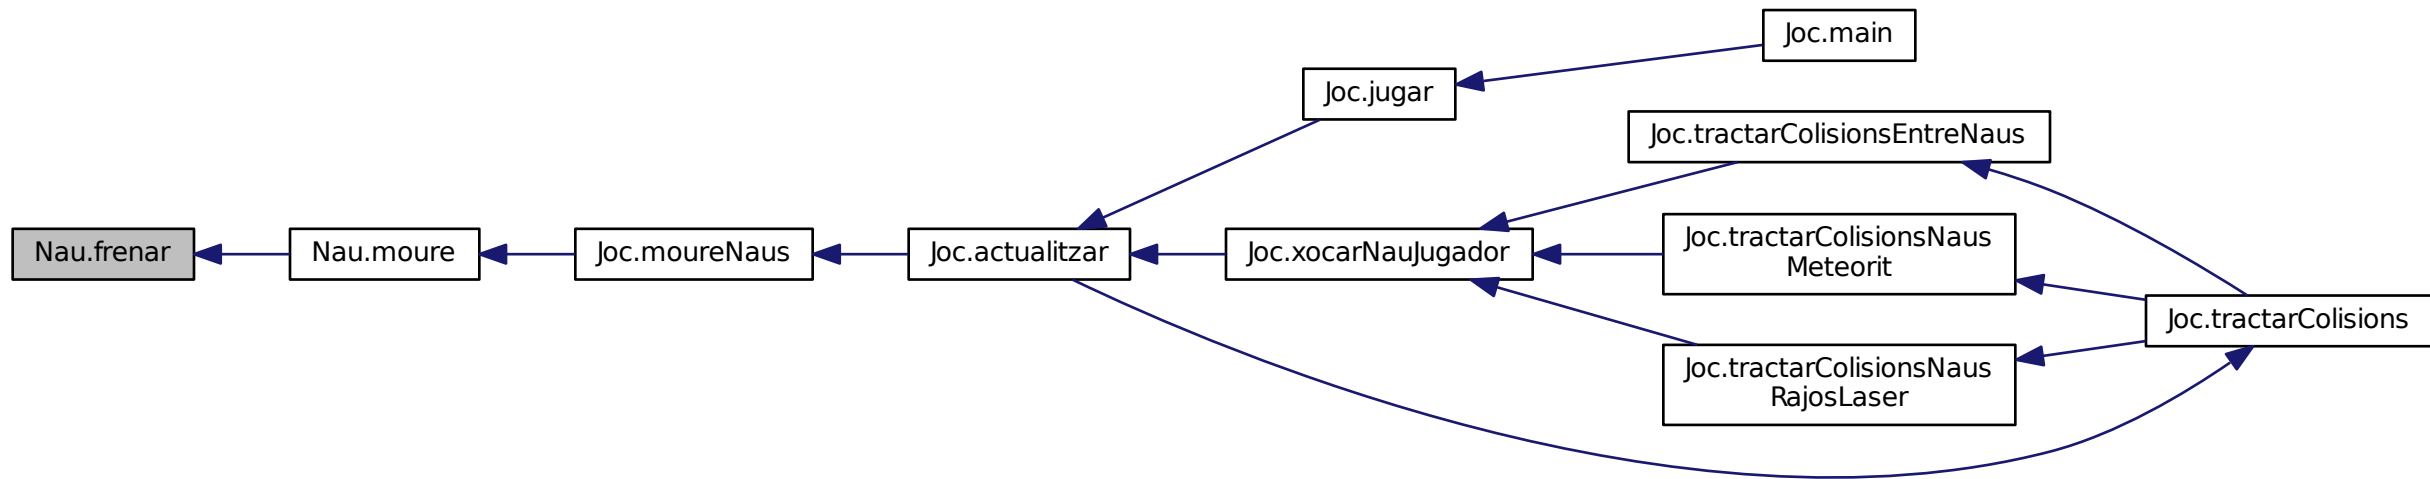 Joc.main
Joc.jugar
Joc.tractarColisionsEntreNaus
Nau.frenar
Nau.moure
Joc.moureNaus
Joc.actualitzar
Joc.xocarNauJugador
Joc.tractarColisionsNaus
Meteorit
Joc.tractarColisions
Joc.tractarColisionsNaus
RajosLaser